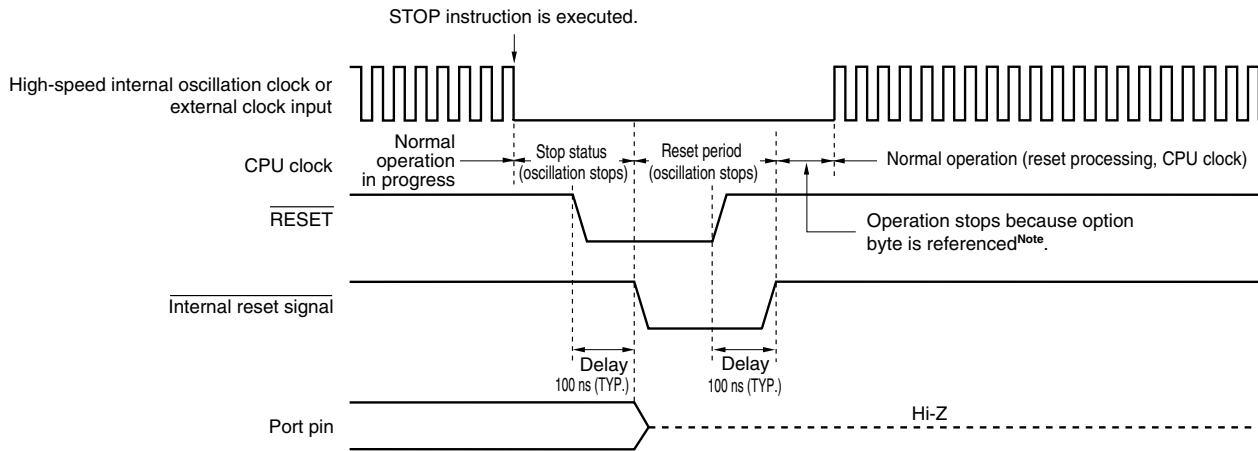 STOP instruction is executed.
High-speed internal oscillation clock or
external clock input
CPU clock
Normal
operation
in progress
Stop status
(oscillation stops)
Reset period
(oscillation stops)
Normal operation (reset processing, CPU clock)
RESET
Operation stops because option
byte is referencedNote.
Internal reset signal
Delay
100 ns (TYP.)
Delay
100 ns (TYP.)
Port pin
Hi-Z